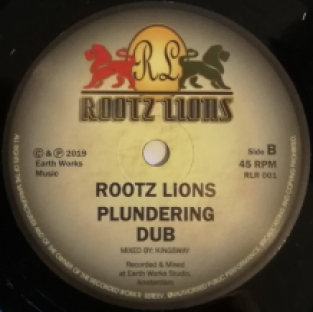 RL
ROOTZ LIONS
© & ℗ 2019
Earth Works
Music
Side B
45 RPM
RLR 001
ROOTZ LIONS
PLUNDERING
DUB
MIXED BY: KINGSWAY
Recorded & Mixed
at Earth Works Studio,
Amsterdam